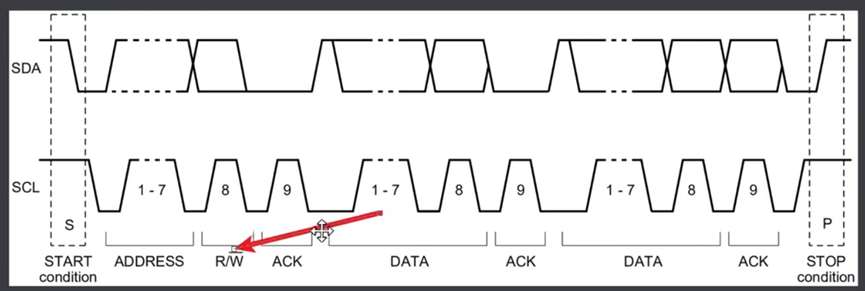 SDA
SCL
1 - 7
8
9
1 - 7
8
9
1 - 7
8
9
S
P
START
condition
ADDRESS
R/W
ACK
DATA
ACK
DATA
ACK
STOP
condition